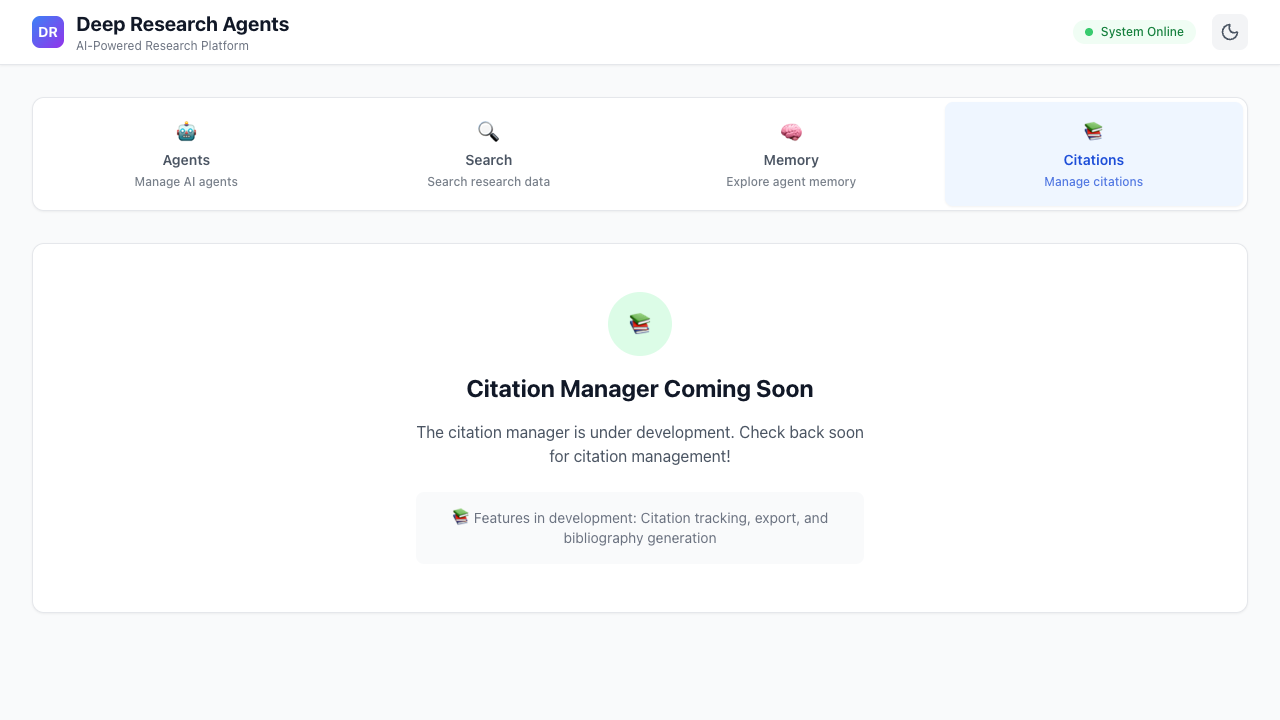 DR
Deep Research Agents
AI-Powered Research Platform
System Online
Agents
Manage AI agents
Search
Search research data
Memory
Explore agent memory
Citations
Manage citations
Citation Manager Coming Soon
The citation manager is under development. Check back soon
for citation management!
Features in development: Citation tracking, export, and
bibliography generation